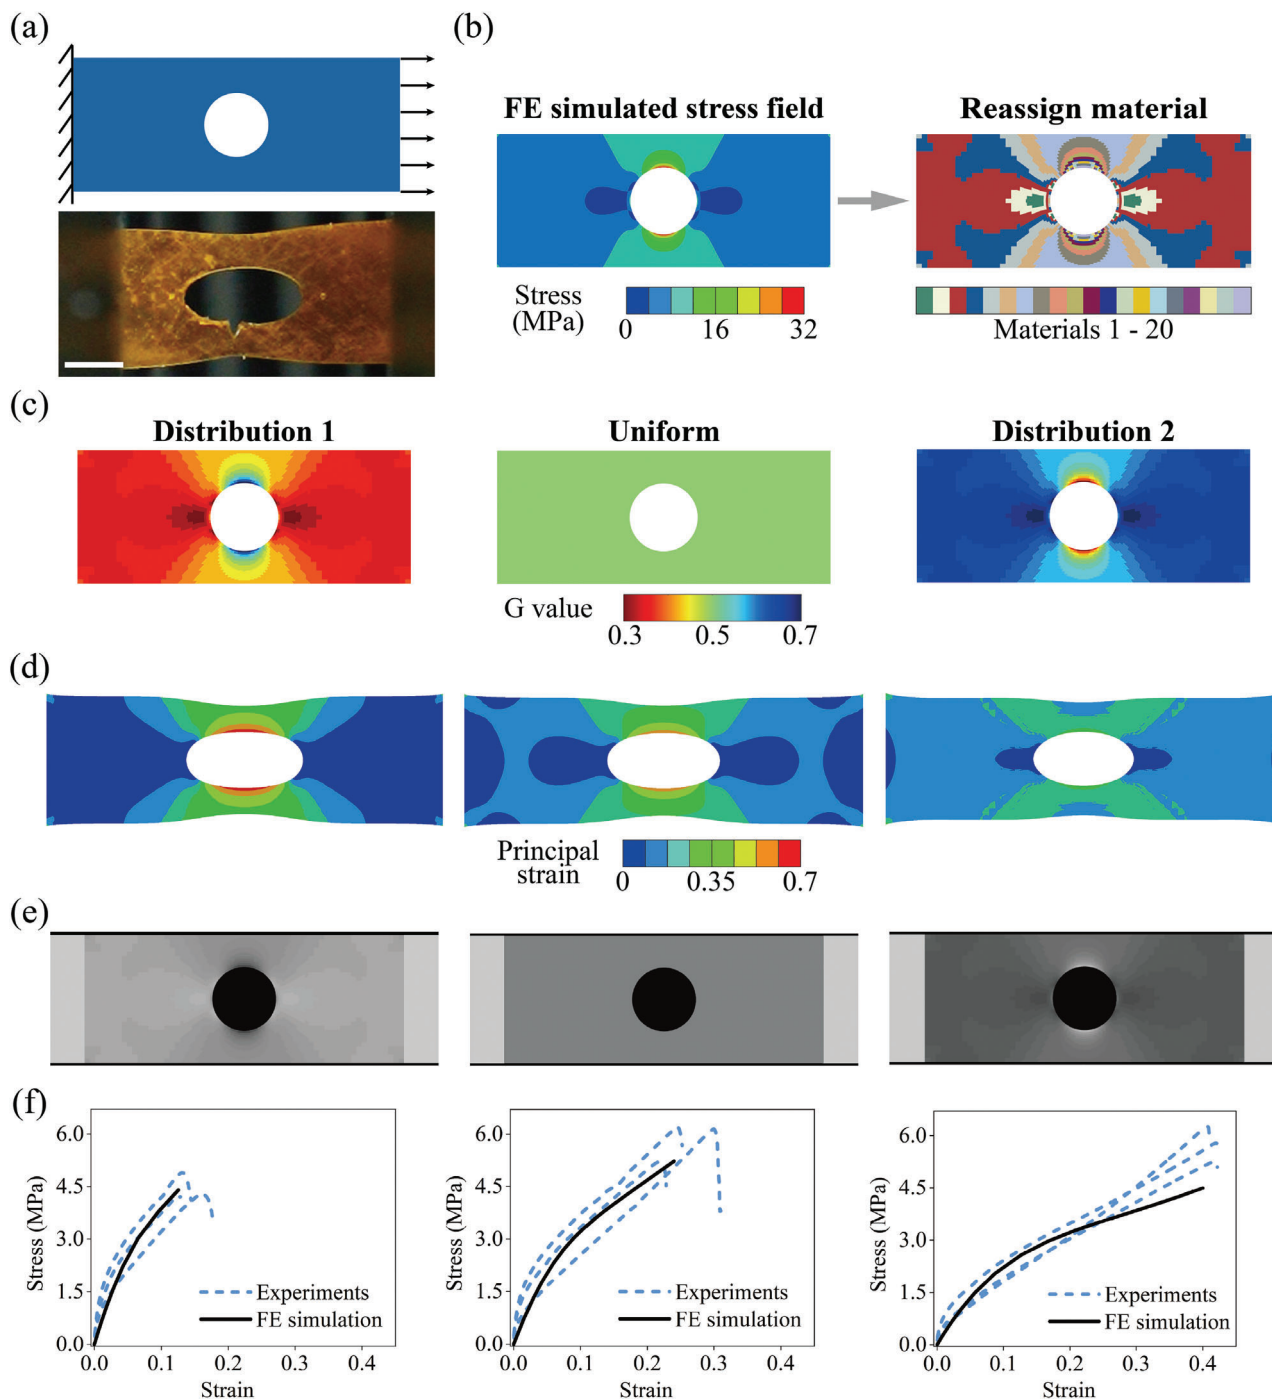 (a)
(b)
FE simulated stress field
Reassign material
Stress
(MPa)
0 16 32
Materials 1 - 20
(c)
Distribution 1
Uniform
Distribution 2
G value
0.3 0.5 0.7
(d)
Principal
strain
0 0.35 0.7
(e)
(f)
Stress (MPa)
6.0
4.5
3.0
1.5
0.0
Experiments
FE simulation
0.0 0.1 0.2 0.3 0.4
Strain
Stress (MPa)
6.0
4.5
3.0
1.5
0.0
Experiments
FE simulation
0.0 0.1 0.2 0.3 0.4
Strain
Stress (MPa)
6.0
4.5
3.0
1.5
0.0
Experiments
FE simulation
0.0 0.1 0.2 0.3 0.4
Strain